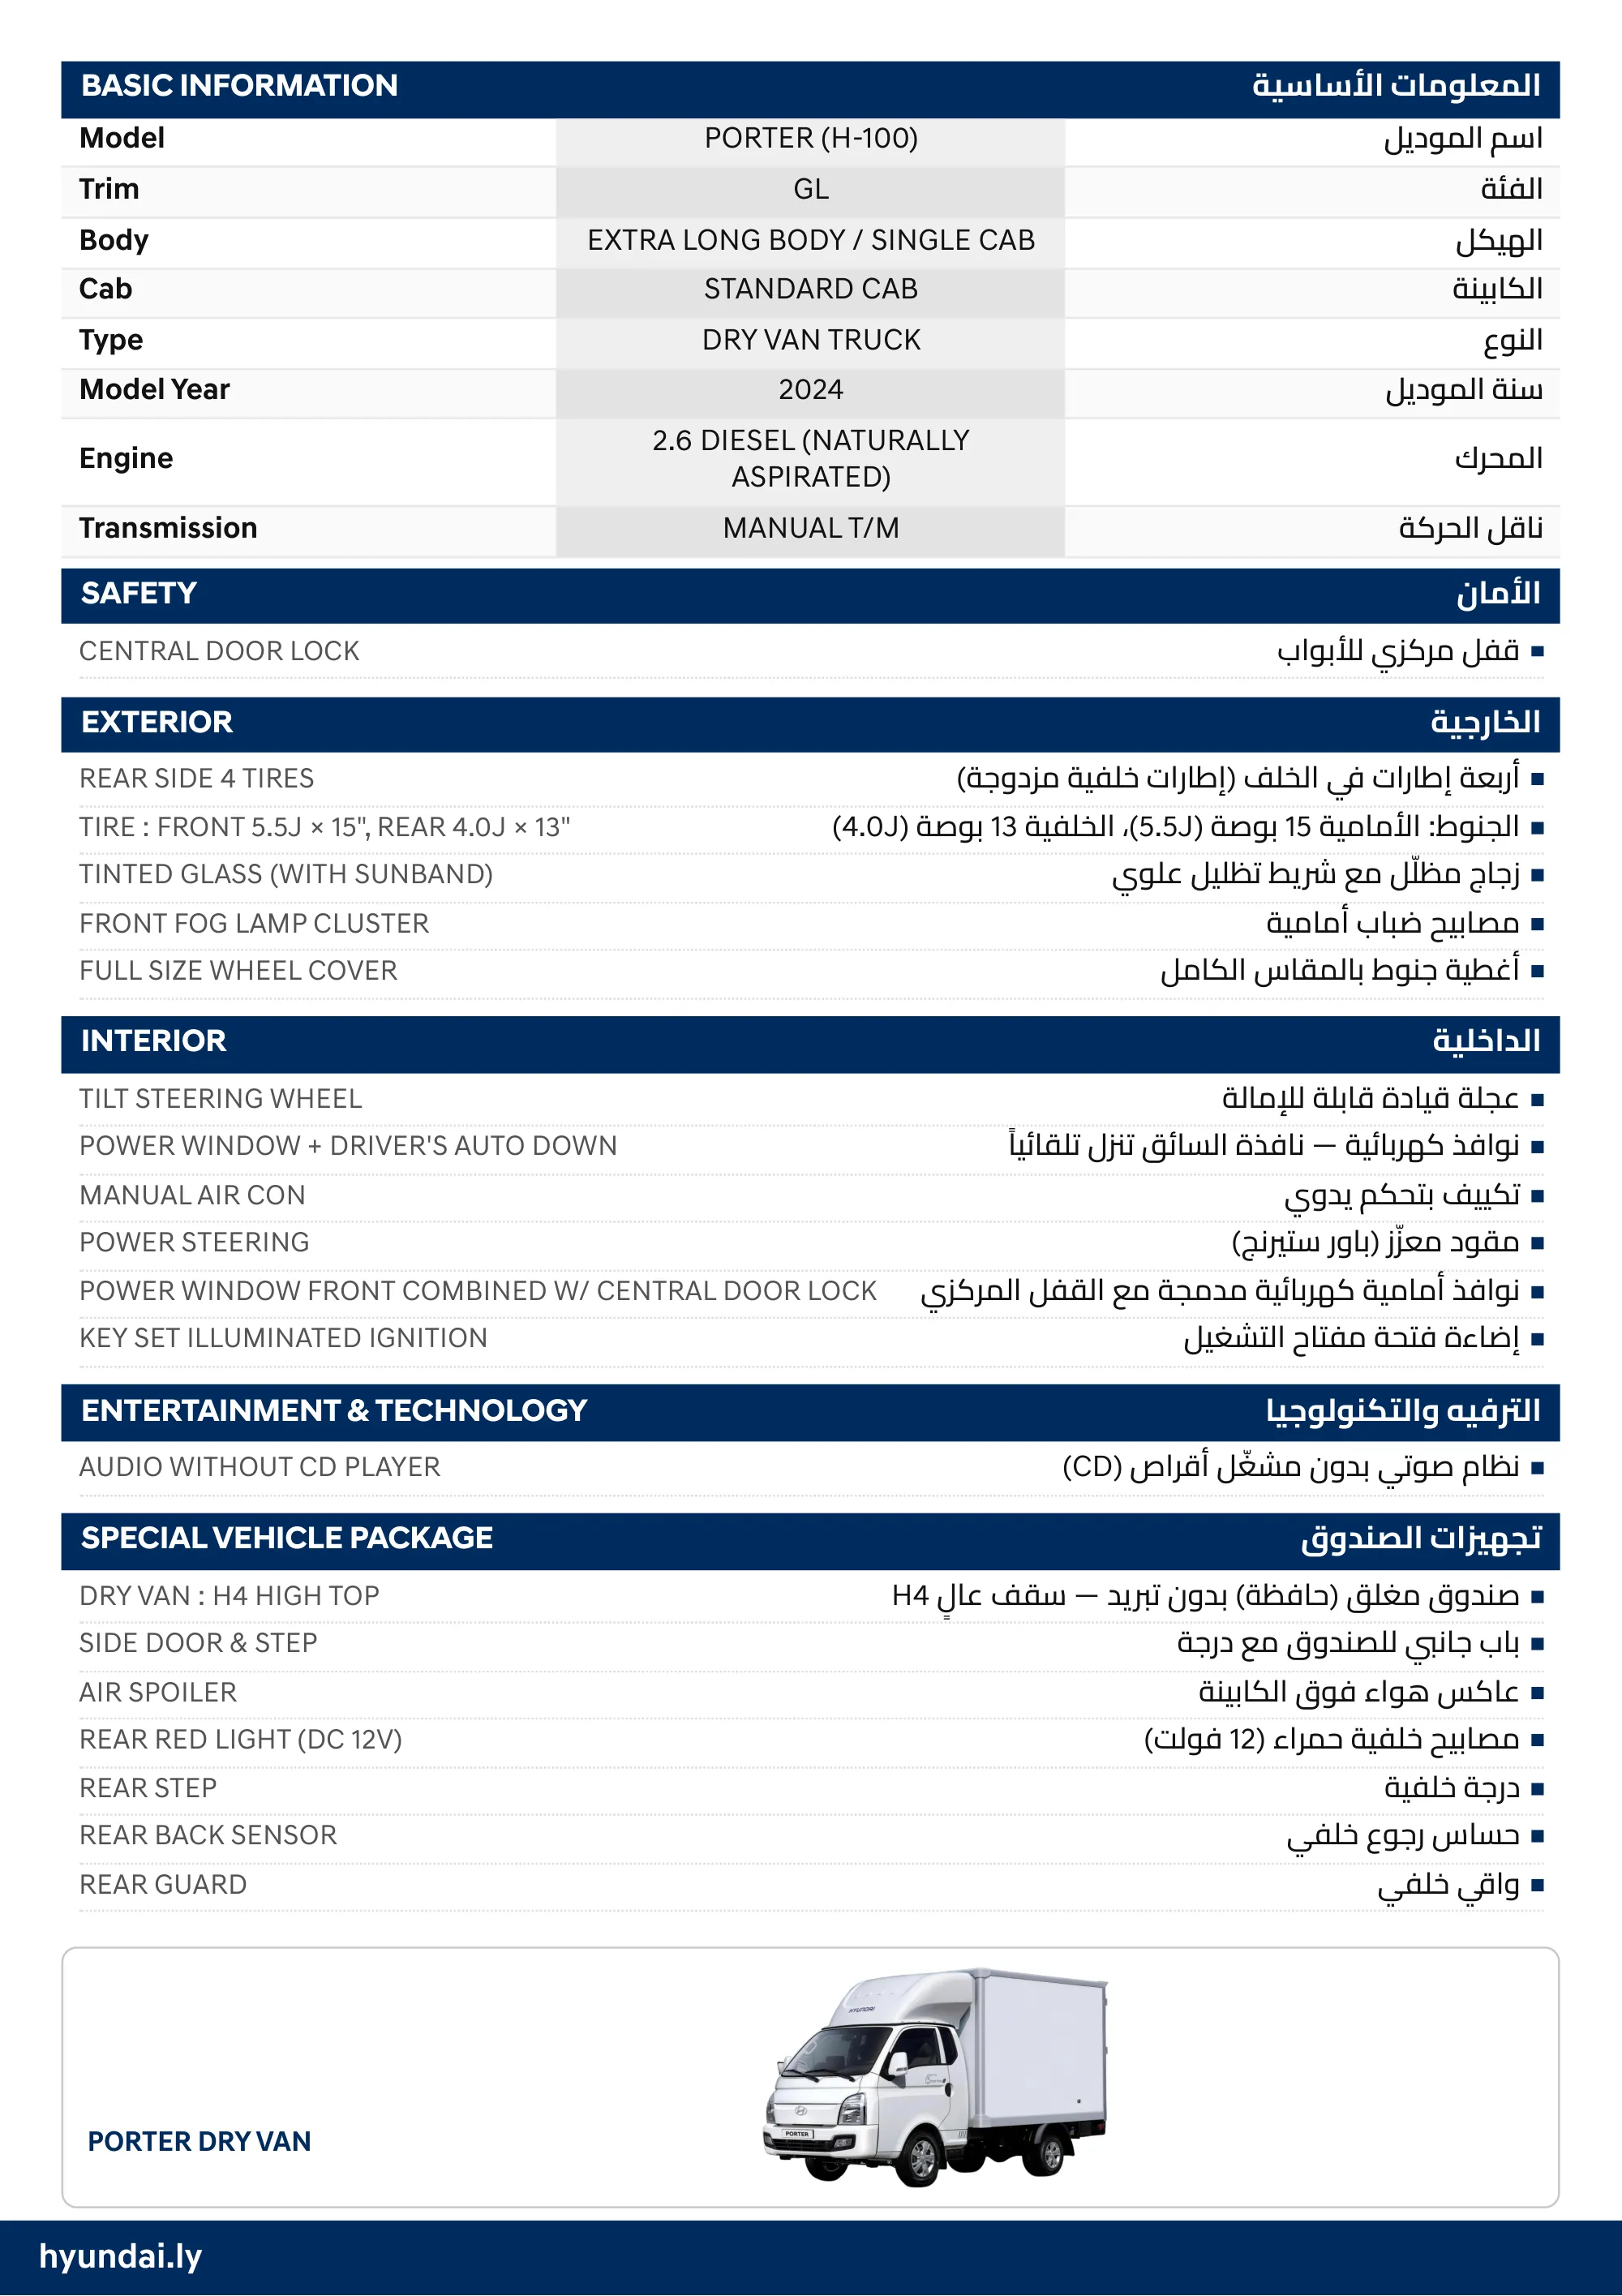 BASIC INFORMATION المعلومات الأساسية
Model PORTER (H-100) اسم الموديل
Trim GL الفئة
Body EXTRA LONG BODY / SINGLE CAB الهيكل
Cab STANDARD CAB الكابينة
Type DRY VAN TRUCK النوع
Model Year 2024 سنة الموديل
Engine 2.6 DIESEL (NATURALLY ASPIRATED) المحرك
Transmission MANUAL T/M ناقل الحركة
SAFETY الأمان
CENTRAL DOOR LOCK قفل مركزي للأبواب
EXTERIOR الخارجية
REAR SIDE 4 TIRES أربعة إطارات في الخلف (إطارات خلفية مزدوجة)
TIRE : FRONT 5.5J × 15", REAR 4.0J × 13" الجنوط: الأمامية 15 بوصة (5.5J)، الخلفية 13 بوصة (4.0J)
TINTED GLASS (WITH SUNBAND) زجاج مظلّل مع شريط تظليل علوي
FRONT FOG LAMP CLUSTER مصابيح ضباب أمامية
FULL SIZE WHEEL COVER أغطية جنوط بالمقاس الكامل
INTERIOR الداخلية
TILT STEERING WHEEL عجلة قيادة قابلة للإمالة
POWER WINDOW + DRIVER'S AUTO DOWN نوافذ كهربائية — نافذة السائق تنزل تلقائياً
MANUAL AIR CON تكييف بتحكم يدوي
POWER STEERING مقود معزّز (باور ستيرنج)
POWER WINDOW FRONT COMBINED W/ CENTRAL DOOR LOCK نوافذ أمامية كهربائية مدمجة مع القفل المركزي
KEY SET ILLUMINATED IGNITION إضاءة فتحة مفتاح التشغيل
ENTERTAINMENT & TECHNOLOGY الترفيه والتكنولوجيا
AUDIO WITHOUT CD PLAYER نظام صوتي بدون مشغّل أقراص (CD)
SPECIAL VEHICLE PACKAGE تجهيزات الصندوق
DRY VAN : H4 HIGH TOP صندوق مغلق (حافظة) بدون تبريد — سقف عالٍ H4
SIDE DOOR & STEP باب جانبي للصندوق مع درجة
AIR SPOILER عاكس هواء فوق الكابينة
REAR RED LIGHT (DC 12V) مصابيح خلفية حمراء (12 فولت)
REAR STEP درجة خلفية
REAR BACK SENSOR حساس رجوع خلفي
REAR GUARD واقي خلفي
HYUNDAI
PORTER
PORTER DRY VAN
hyundai.ly